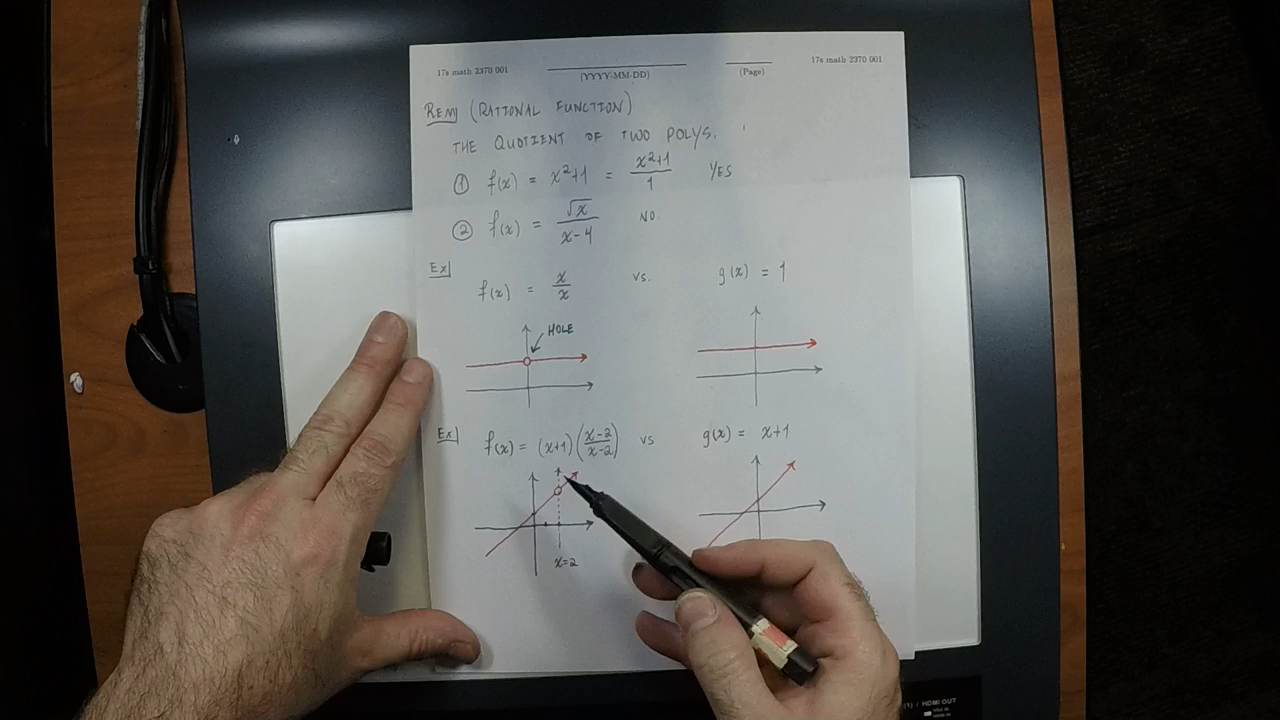 17s math 2370 001 (YYYY-MM-DD) (Page) 17s math 2370 001
REM) (RATIONAL FUNCTION)
THE QUOTIENT OF TWO POLYS.
① f(x) = x²+1 = x²+1/1 YES
② f(x) = √x/x-4 NO.
Ex) f(x) = x/x vs. g(x) = 1
HOLE
Ex) f(x) = (x+1)(x-2/x-2) vs g(x) = x+1
x=2
HDMI OUT